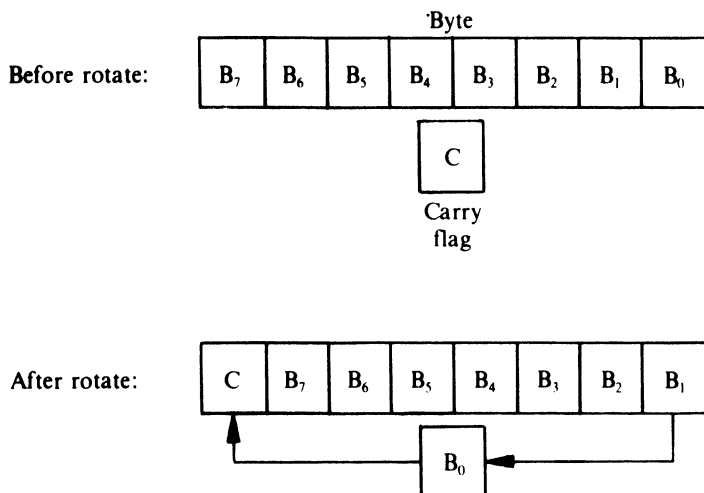 Byte
Before rotate: B₇ B₆ B₅ B₄ B₃ B₂ B₁ B₀
C
Carry
flag
After rotate: C B₇ B₆ B₅ B₄ B₃ B₂ B₁
B₀